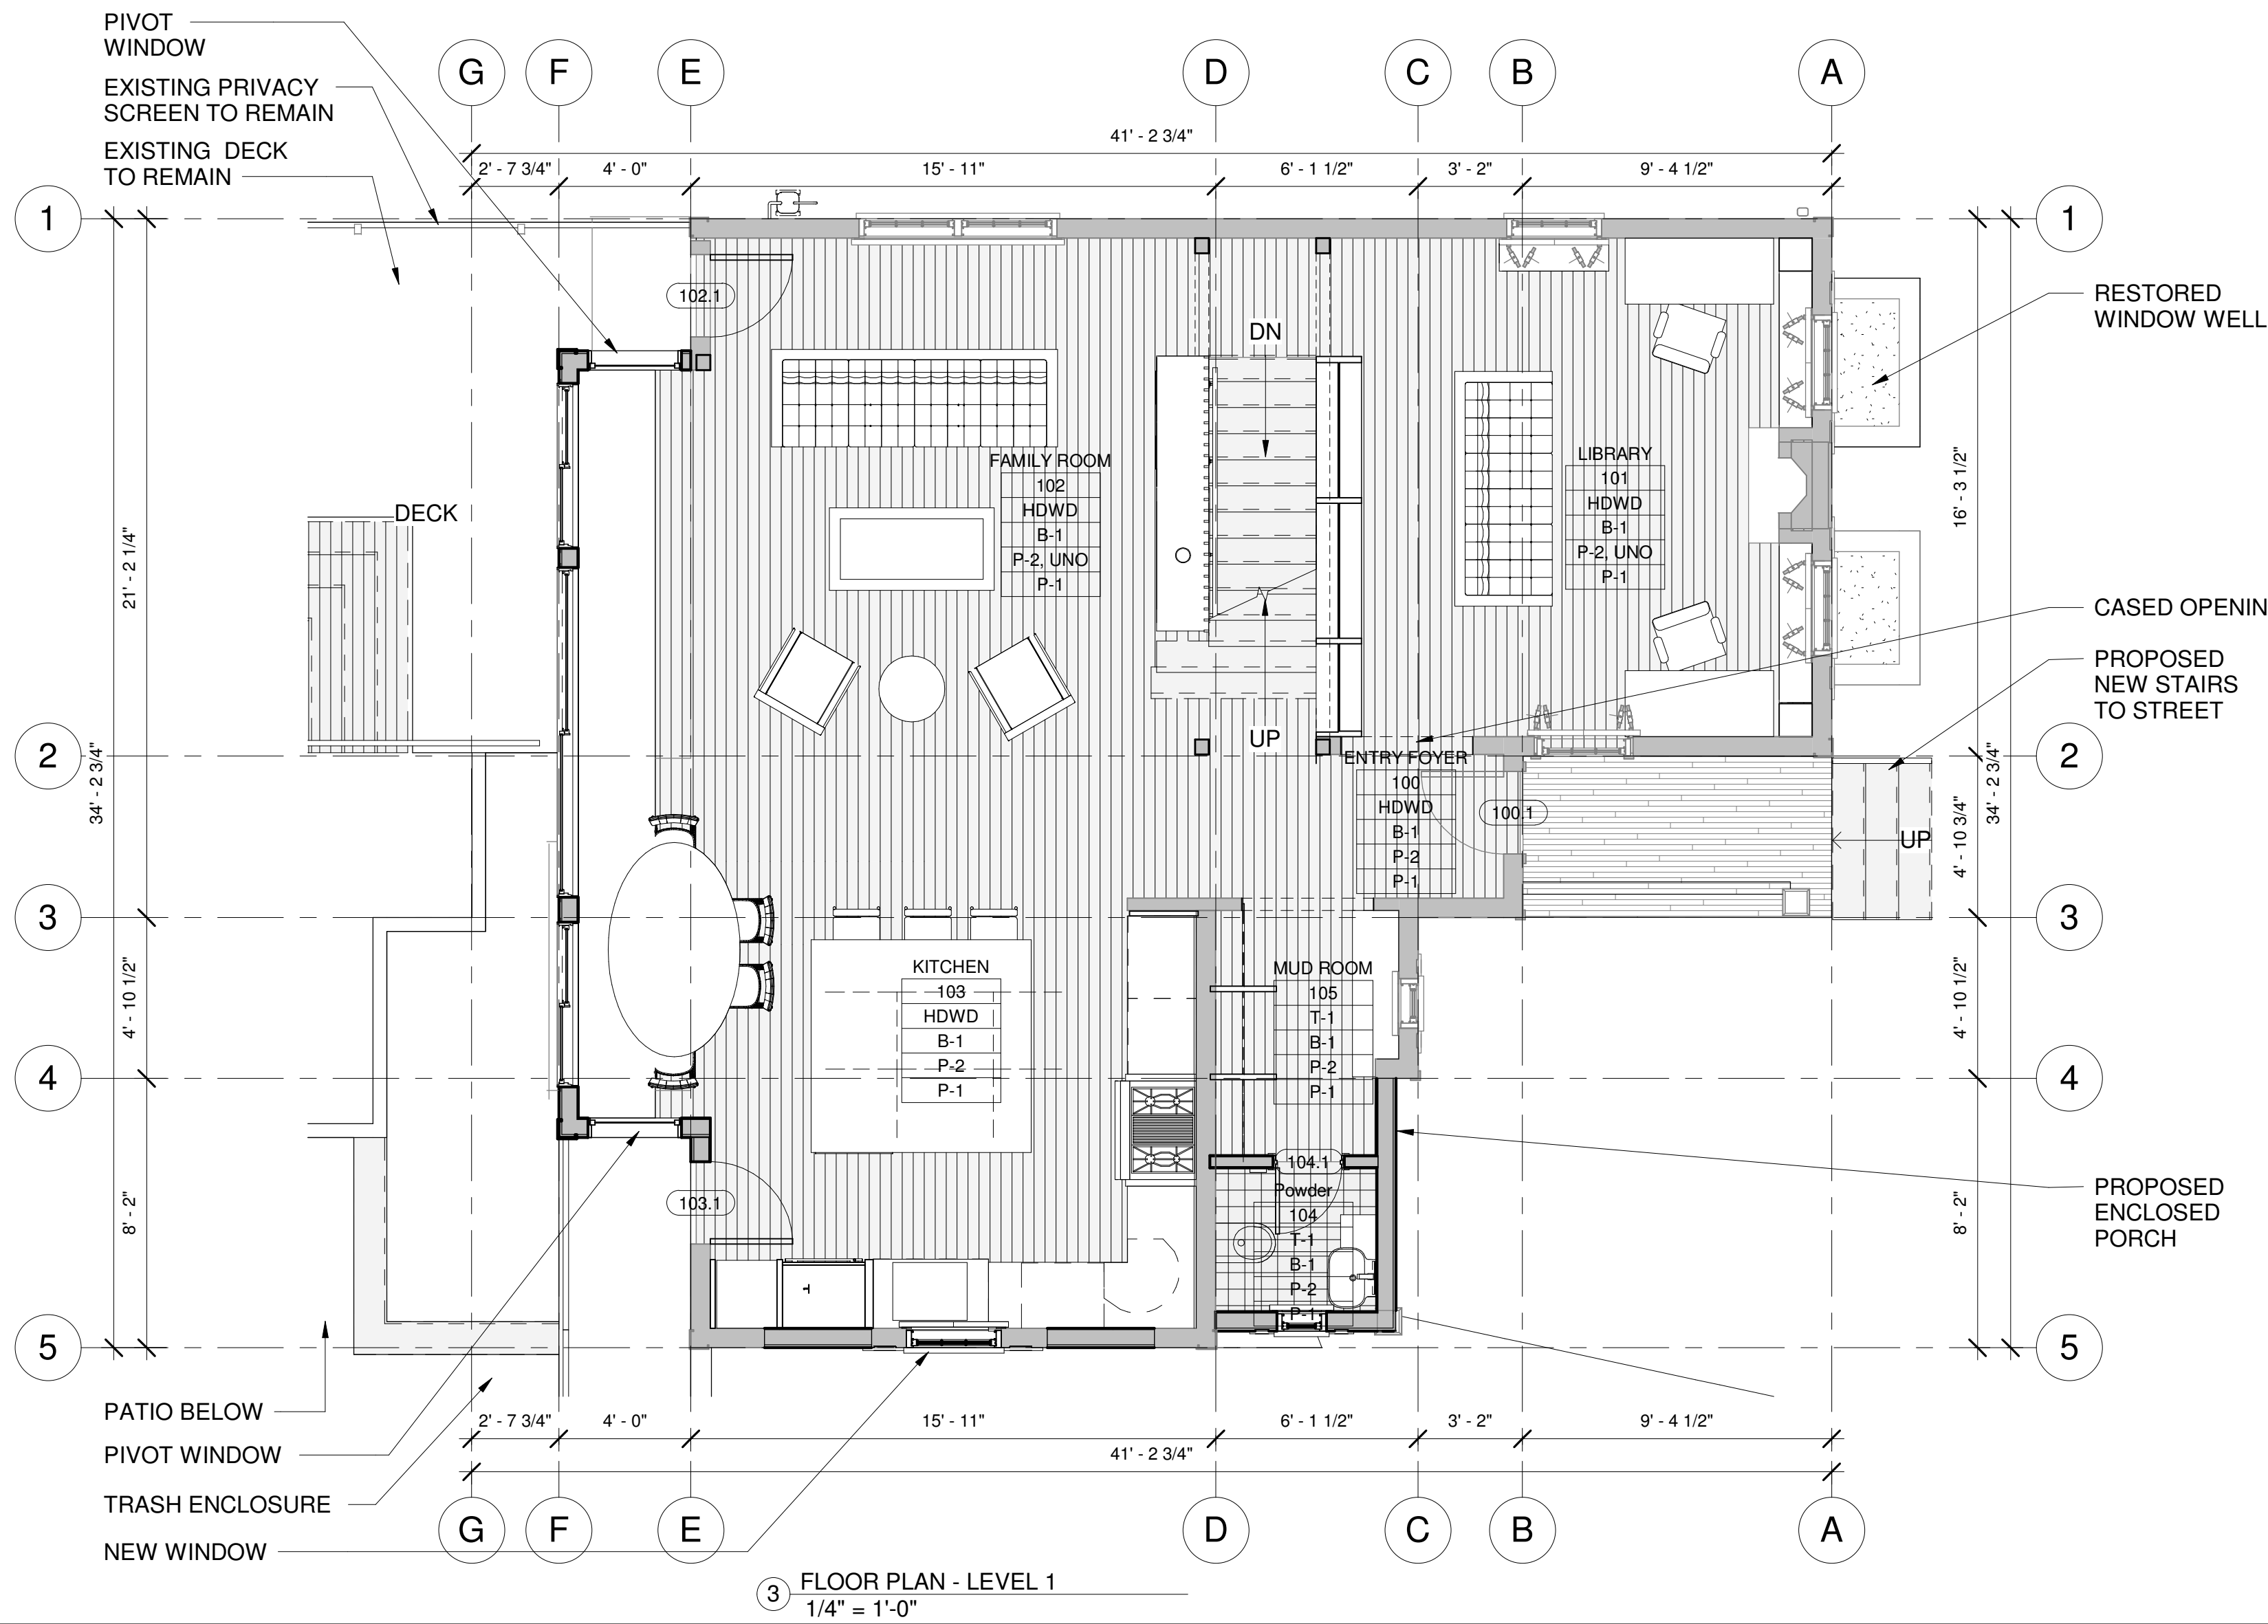 PIVOT
WINDOW
EXISTING PRIVACY
SCREEN TO REMAIN
EXISTING DECK
TO REMAIN
G
F
E
D
C
B
A
41' - 2 3/4"
2' - 7 3/4"
4' - 0"
15' - 11"
6' - 1 1/2"
3' - 2"
9' - 4 1/2"
1
1
102.1
RESTORED
WINDOW WELL
DN
FAMILY ROOM
102
HDWD
B-1
P-2, UNO
P-1
LIBRARY
101
HDWD
B-1
P-2, UNO
P-1
DECK
21' - 2 1/4"
16' - 3 1/2"
CASED OPENIN
PROPOSED
NEW STAIRS
TO STREET
UP
2
2
34' - 2 3/4"
34' - 2 3/4"
ENTRY FOYER
100
HDWD
B-1
P-2
P-1
100.1
UP
4' - 10 3/4"
3
3
KITCHEN
103
HDWD
B-1
P-2
P-1
MUD ROOM
105
T-1
B-1
P-2
P-1
4' - 10 1/2"
4' - 10 1/2"
4
4
104.1
Powder
104
T-1
B-1
P-2
P-1
103.1
8' - 2"
8' - 2"
PROPOSED
ENCLOSED
PORCH
5
5
PATIO BELOW
PIVOT WINDOW
TRASH ENCLOSURE
NEW WINDOW
2' - 7 3/4"
4' - 0"
15' - 11"
6' - 1 1/2"
3' - 2"
9' - 4 1/2"
41' - 2 3/4"
G
F
E
D
C
B
A
3
FLOOR PLAN - LEVEL 1
1/4" = 1'-0"